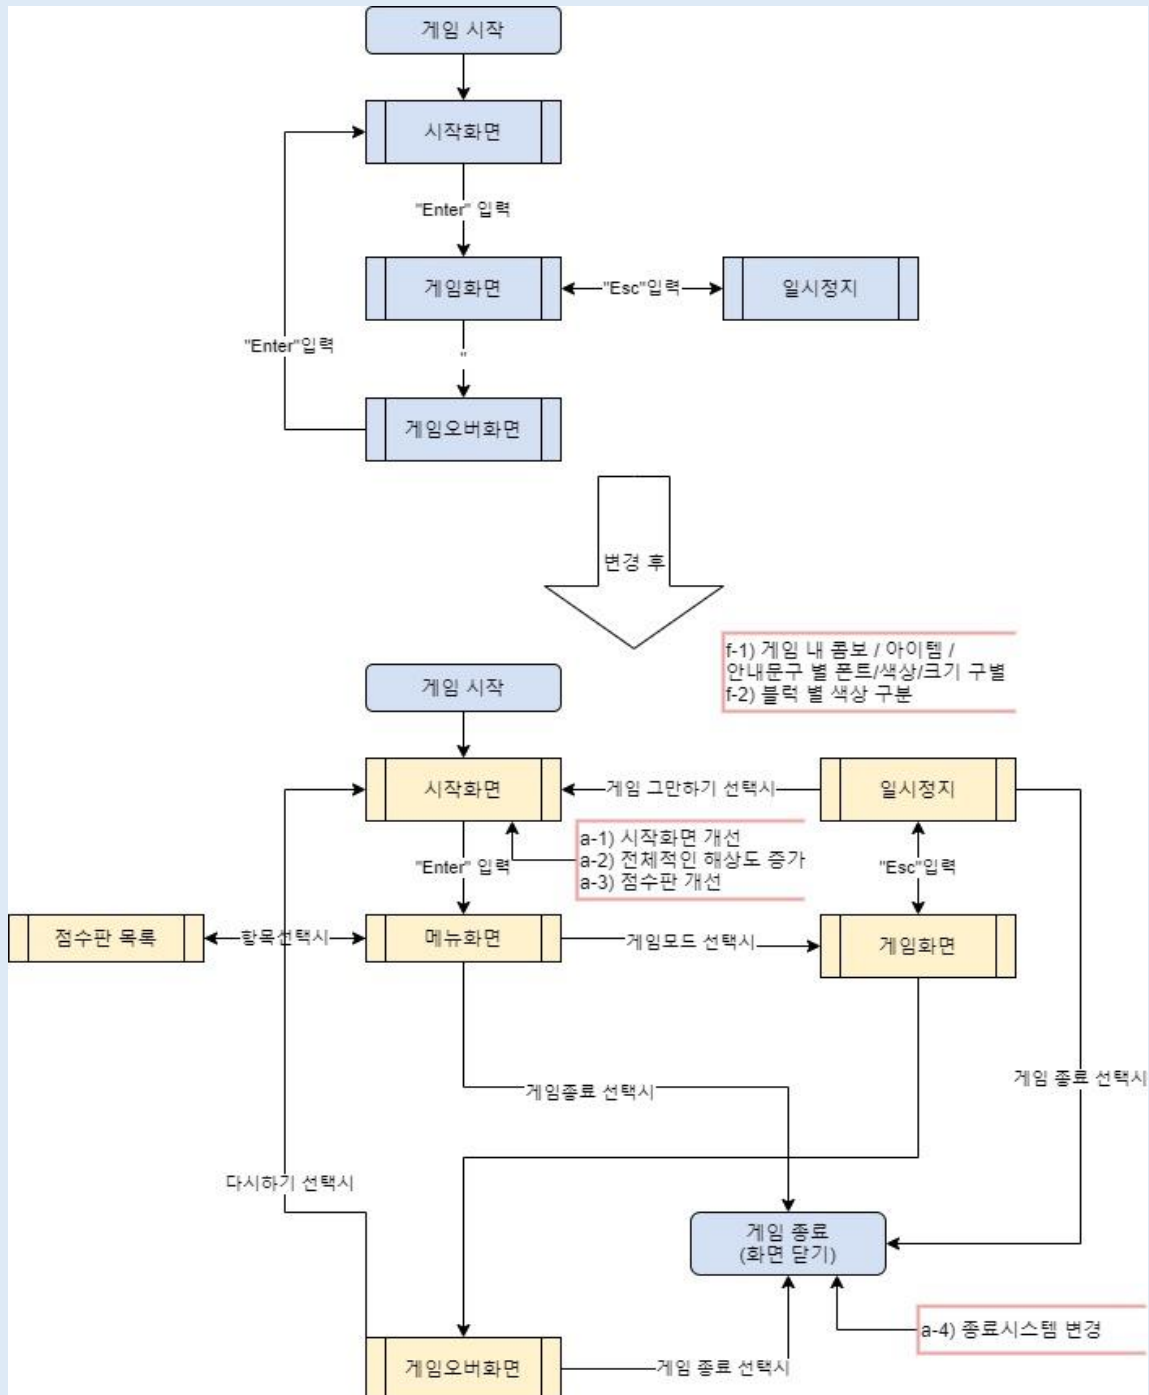 게임 시작
시작화면
"Enter" 입력
게임화면
"Esc"입력
일시정지
"Enter"입력
"
게임오버화면
변경 후
f-1) 게임 내 콤보 / 아이템 /
안내문구 별 폰트/색상/크기 구별
f-2) 블럭 별 색상 구분
게임 시작
시작화면
게임 그만하기 선택시
일시정지
a-1) 시작화면 개선
a-2) 전체적인 해상도 증가
a-3) 점수판 개선
"Enter" 입력
"Esc"입력
점수판 목록
항목선택시
메뉴화면
게임모드 선택시
게임화면
게임 종료 선택시
게임종료 선택시
다시하기 선택시
게임 종료
(화면 닫기)
a-4) 종료시스템 변경
게임오버화면
게임 종료 선택시